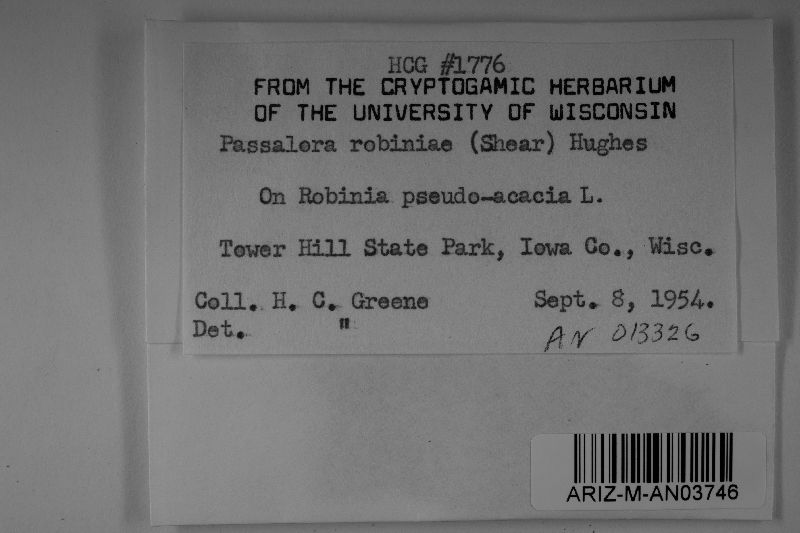 HCG #1776
FROM THE CRYPTOGAMIC HERBARIUM
OF THE UNIVERSITY OF WISCONSIN
Passalora robiniae (Shear) Hughes
On Robinia pseudo-acacia L.
Tower Hill State Park, Iowa Co., Wisc.
Coll. H. C. Greene Sept. 8, 1954.
Det. "
AN 013326
ARIZ-M-AN03746